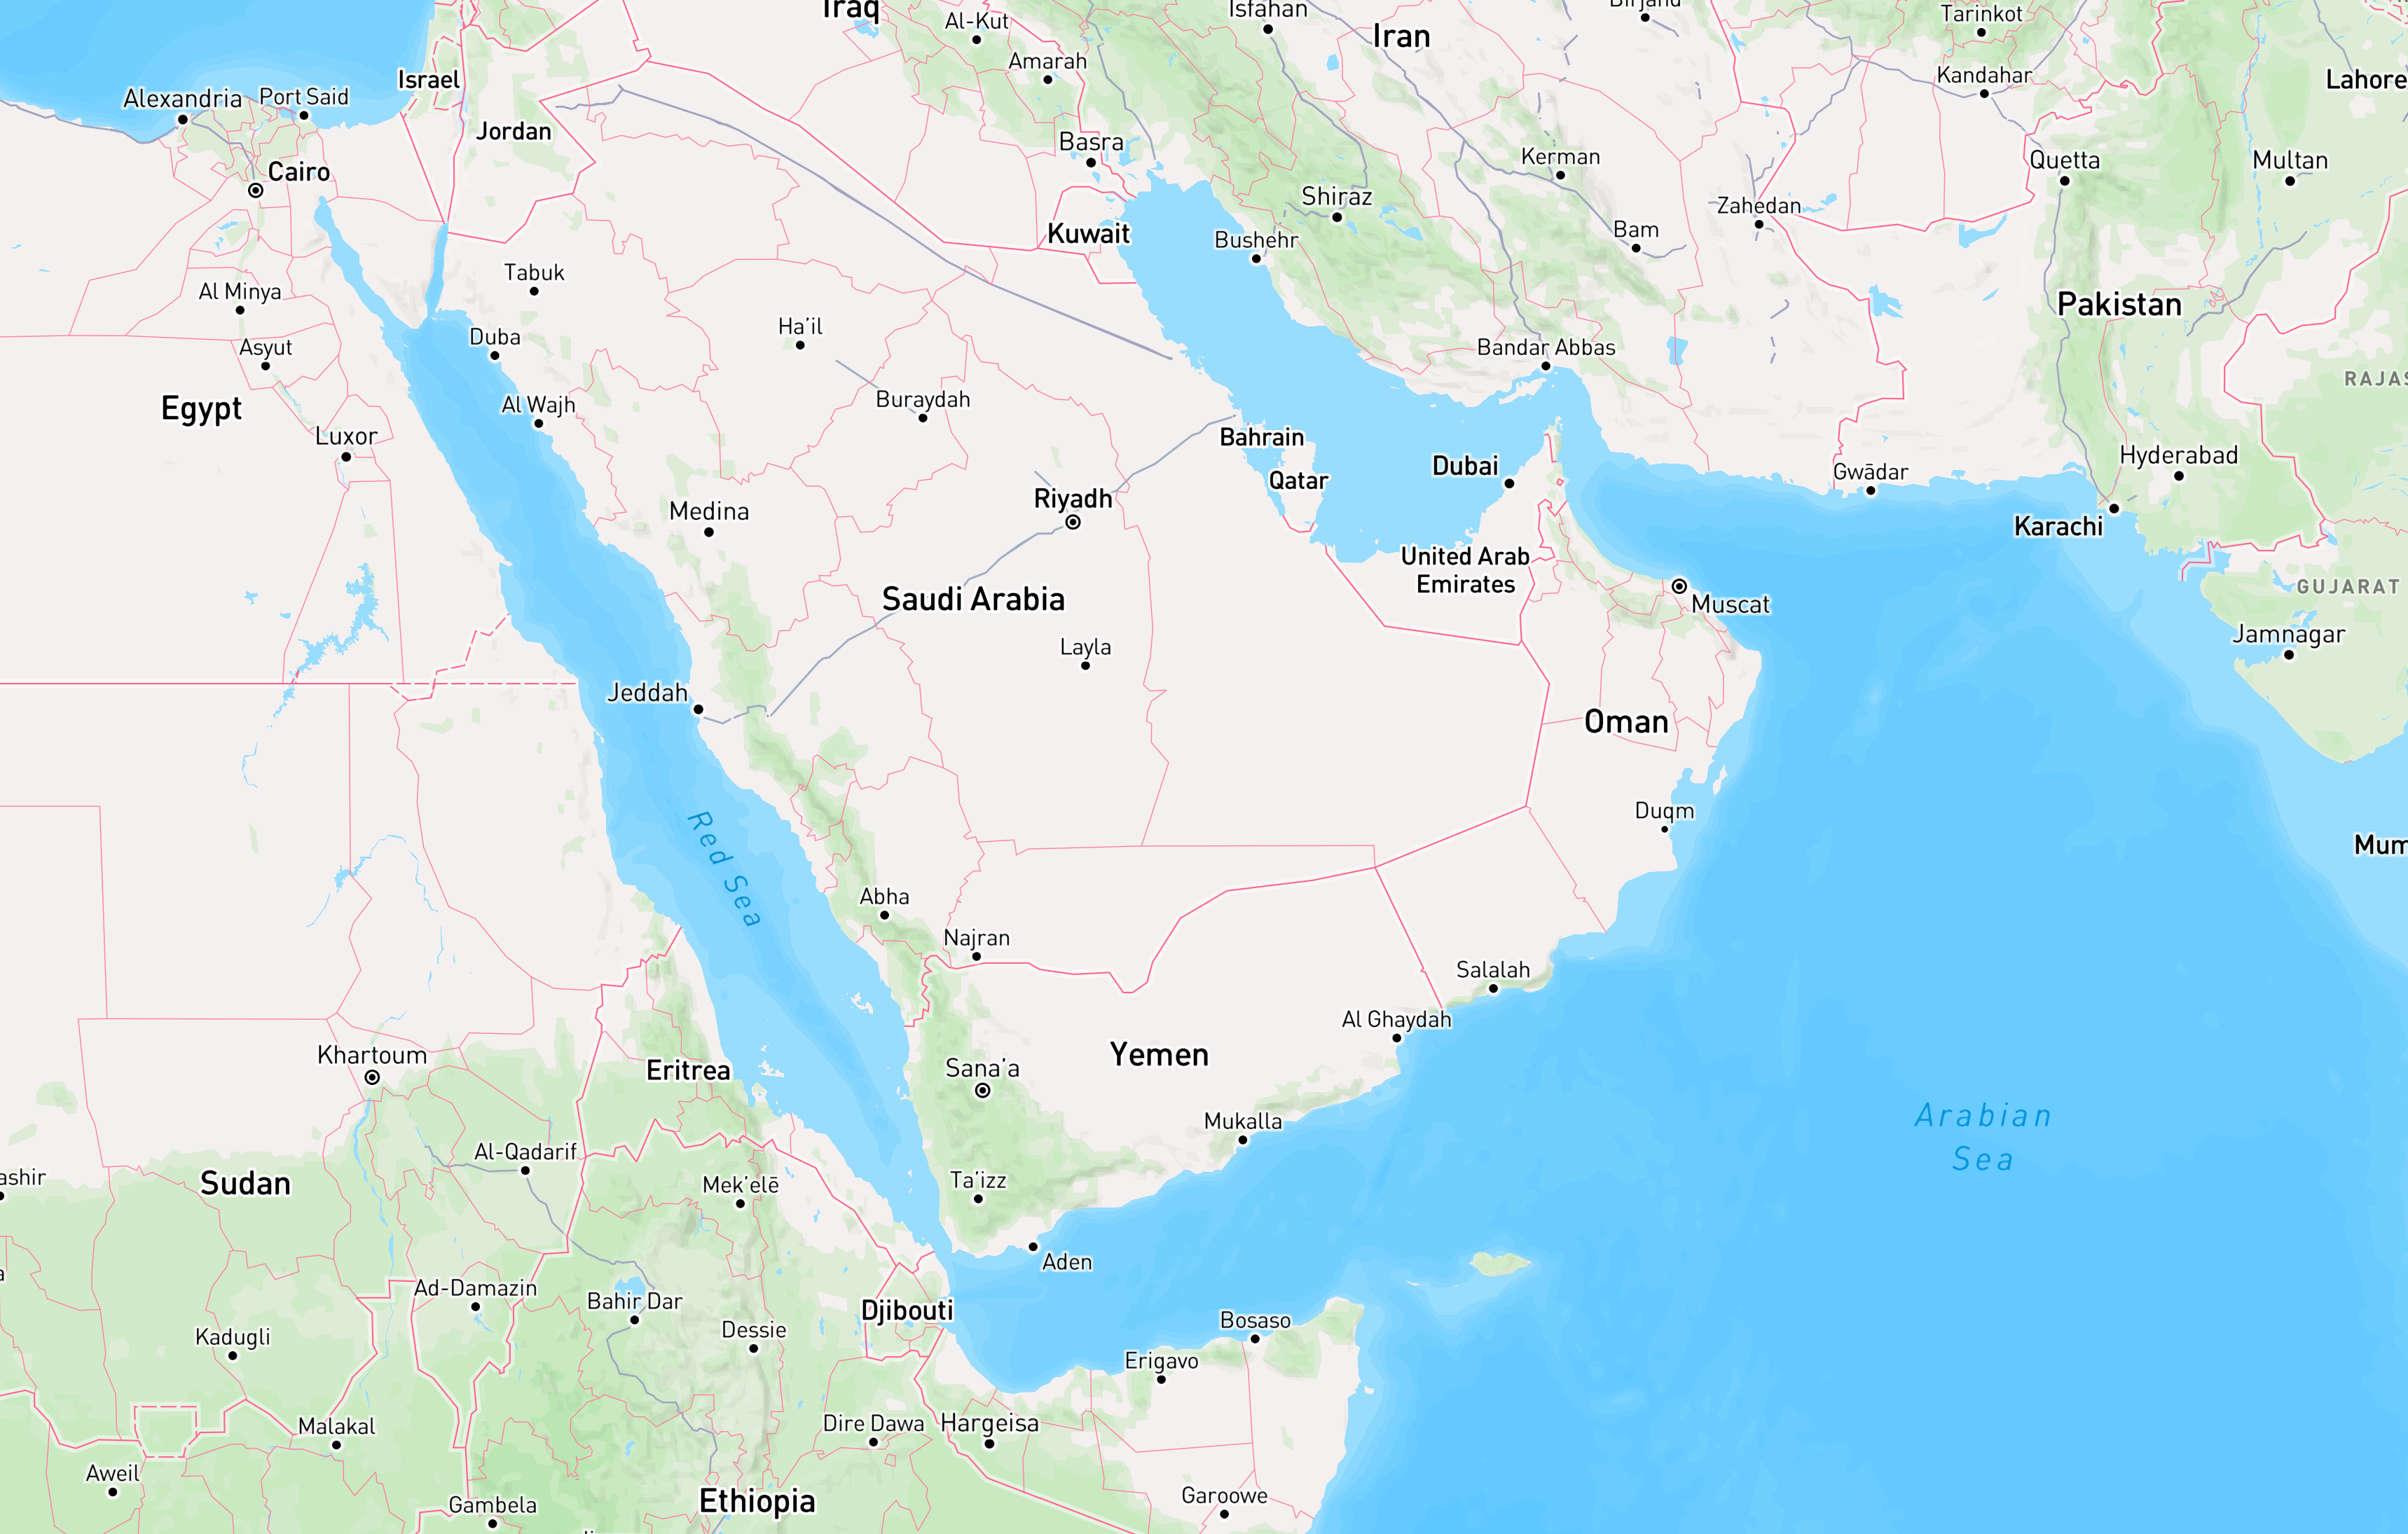 Iraq
Al-Kut
Isfahan
Iran
Birjand
Tarinkot
Amarah
Israel
Kandahar
Lahore
Alexandria
Port Said
Jordan
Basra
Cairo
Kerman
Quetta
Multan
Shiraz
Zahedan
Kuwait
Bushehr
Bam
Tabuk
Al Minya
Pakistan
Ha’il
Duba
Asyut
Bandar Abbas
RAJAS
Buraydah
Al Wajh
Egypt
Luxor
Bahrain
Dubai
Qatar
Hyderabad
Gwādar
Riyadh
Medina
Karachi
United Arab
Emirates
GUJARAT
Saudi Arabia
Muscat
Jamnagar
Layla
Jeddah
Oman
Duqm
Red Sea
Mum
Abha
Najran
Salalah
Al Ghaydah
Khartoum
Yemen
Eritrea
Sana’a
Arabian
Sea
Mukalla
Al-Qadarif
ashir
Sudan
Mek’elē
Ta’izz
Aden
a
Ad-Damazin
Bahir Dar
Djibouti
Dessie
Bosaso
Kadugli
Erigavo
Malakal
Dire Dawa
Hargeisa
Aweil
Garoowe
Gambela
Ethiopia